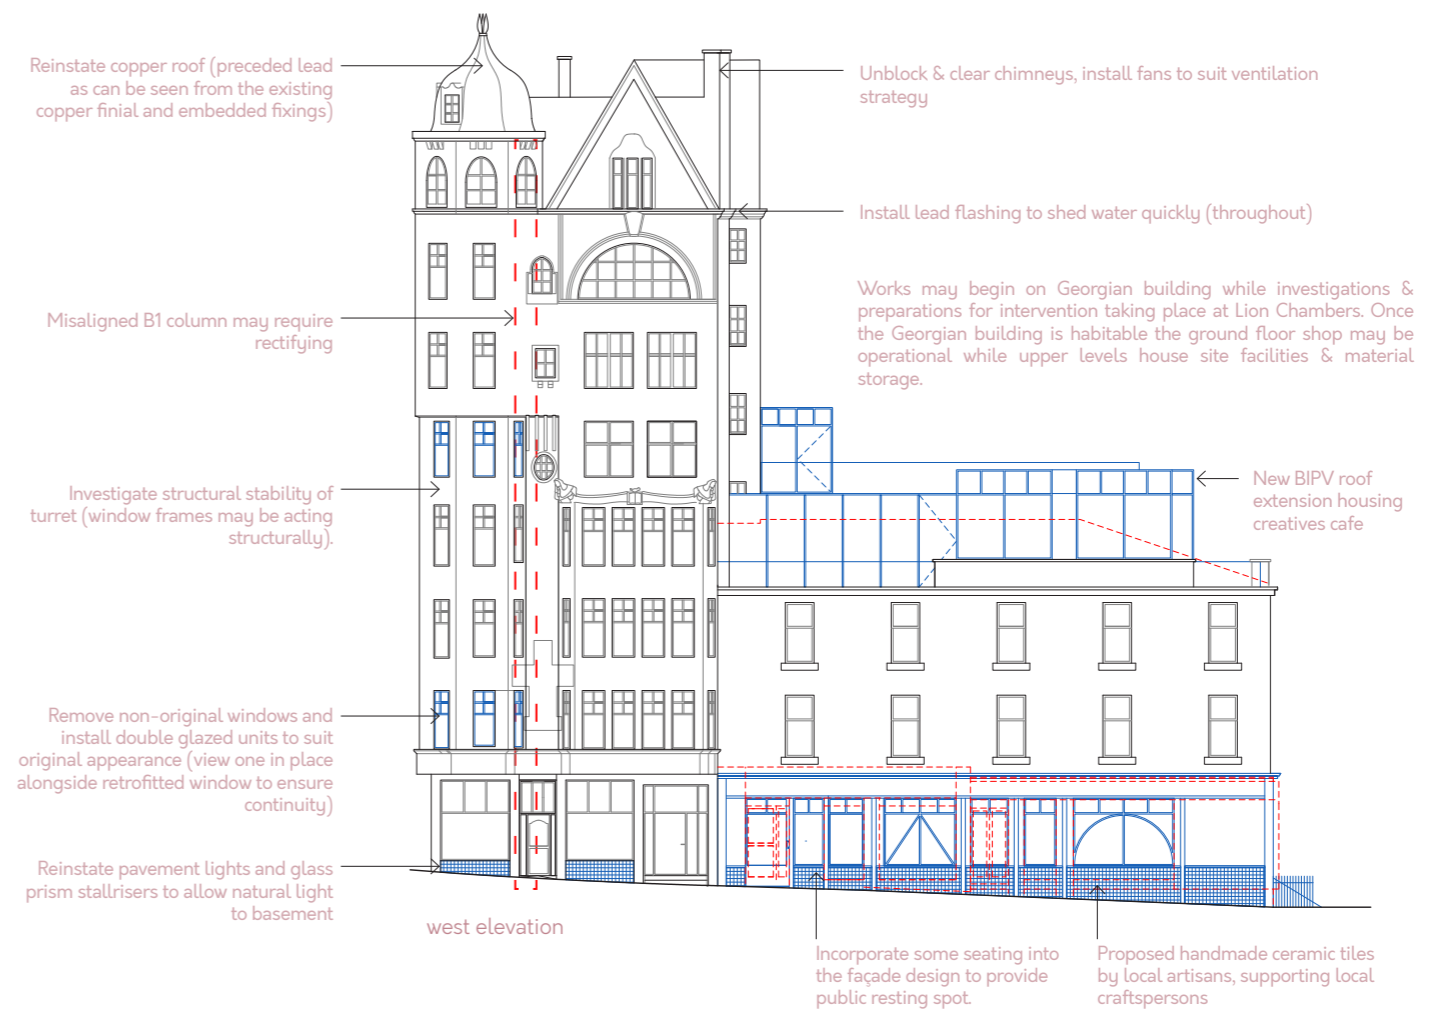 Reinstate copper roof (preceded lead
as can be seen from the existing
copper finial and embedded fixings)
Unblock & clear chimneys, install fans to suit ventilation
strategy
Install lead flashing to shed water quickly (throughout)
Works may begin on Georgian building while investigations &
preparations for intervention taking place at Lion Chambers. Once
the Georgian building is habitable the ground floor shop may be
operational while upper levels house site facilities & material
storage.
Misaligned B1 column may require
rectifying
New BIPV roof
extension housing
creatives cafe
Investigate structural stability of
turret (window frames may be acting
structurally).
Remove non-original windows and
install double glazed units to suit
original appearance (view one in place
alongside retrofitted window to ensure
continuity)
Reinstate pavement lights and glass
prism stallrisers to allow natural light
to basement
west elevation
Incorporate some seating into
the façade design to provide
public resting spot.
Proposed handmade ceramic tiles
by local artisans, supporting local
craftspersons